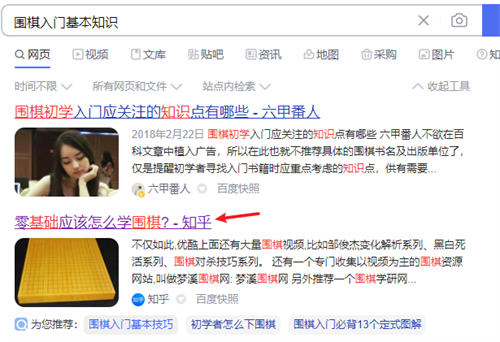 围棋入门基本知识
网页 视频 文库 贴吧 资讯 地图 采购 图片 知
时间不限 所有网页和文件 站点内检索 收起工具
围棋初学入门应关注的知识点有哪些 - 六甲番人
2018年2月22日 围棋初学入门应关注的知识点有哪些 六甲番人不欲在百
科文章中植入广告，所以在此也就不推荐具体的围棋书名及出版单位了，
仅是提醒初学者寻找入门书籍时应重点考虑的知识点，供有需要...
六甲番人 百度快照
零基础应该怎么学围棋? - 知乎
不仅如此,优酷上面还有大量围棋视频,比如邹俊杰变化解析系列、黑白死
活系列、围棋对杀技巧系列。 还有一个专门收集以视频为主的围棋资源
网站,叫做梦溪围棋网: 梦溪围棋网 另外推荐一个围棋学研网...
知乎 知乎 百度快照
为您推荐： 围棋入门基本技巧 初学者怎么下围棋 围棋入门必背13个定式图解